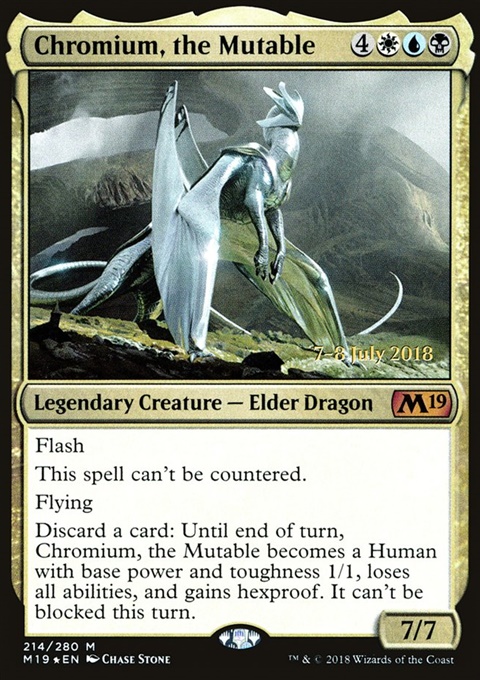 Chromium, the Mutable 4
7-8 July 2018
Legendary Creature — Elder Dragon M19
Flash
This spell can't be countered.
Flying
Discard a card: Until end of turn,
Chromium, the Mutable becomes a Human
with base power and toughness 1/1, loses
all abilities, and gains hexproof. It can't be
blocked this turn.
7/7
214/280 M
M19 ★ EN Chase Stone
™ & © 2018 Wizards of the Coast